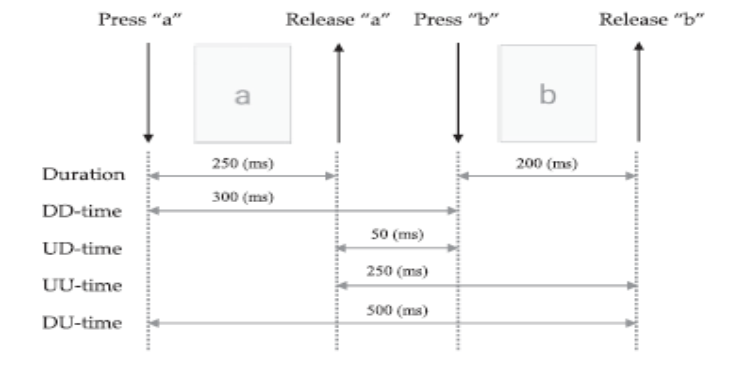 Press “a” Release “a” Press “b” Release “b”
a b
Duration 250 (ms) 200 (ms)
DD-time 300 (ms)
UD-time 50 (ms)
UU-time 250 (ms)
DU-time 500 (ms)